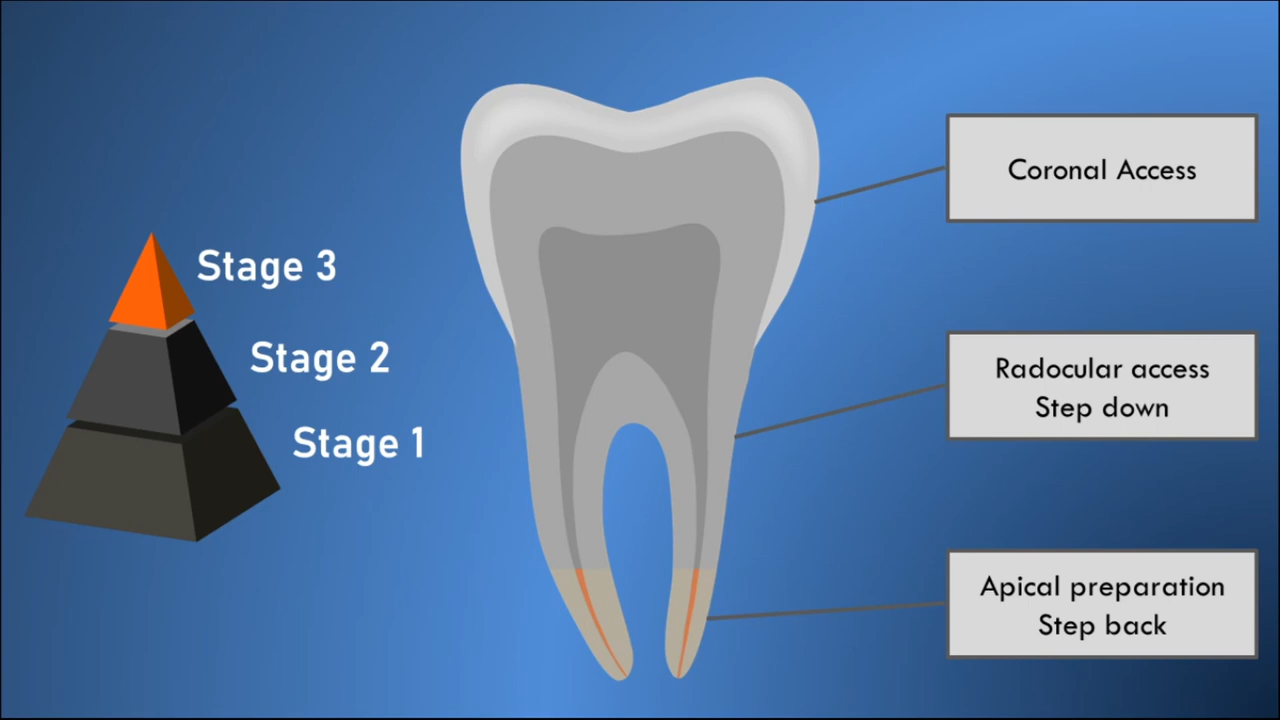 Stage 3
Stage 2
Stage 1
Coronal Access
Radocular access
Step down
Apical preparation
Step back